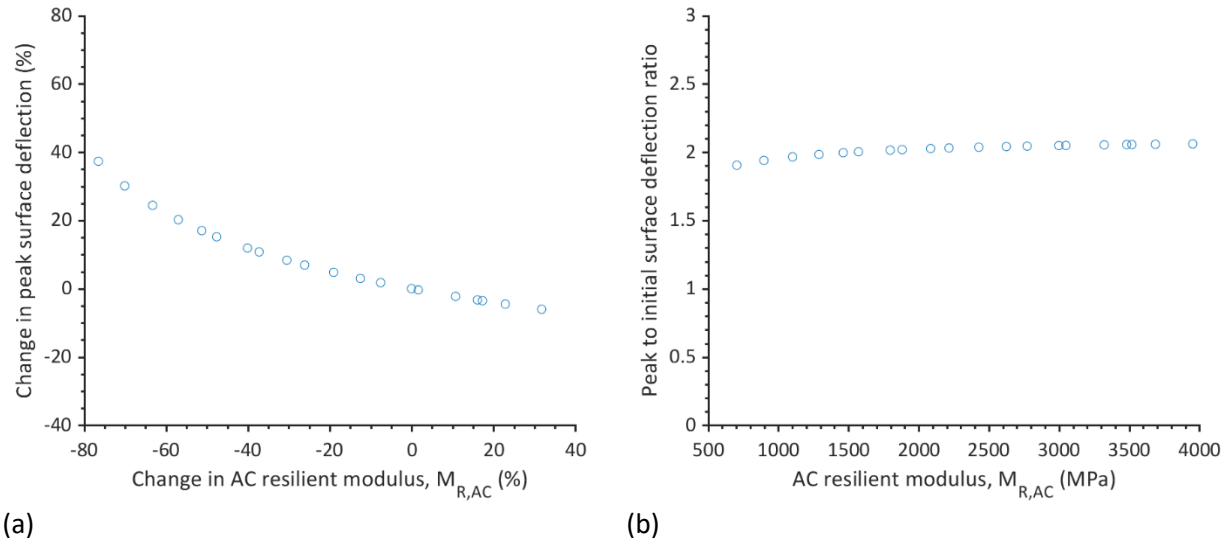 80
60
40
20
0
-20
-40
-80 -60 -40 -20 0 20 40
Change in peak surface deflection (%)
Change in AC resilient modulus, M_R,AC (%)
(a)
3
2.5
2
1.5
1
0.5
0
500 1000 1500 2000 2500 3000 3500 4000
Peak to initial surface deflection ratio
AC resilient modulus, M_R,AC (MPa)
(b)